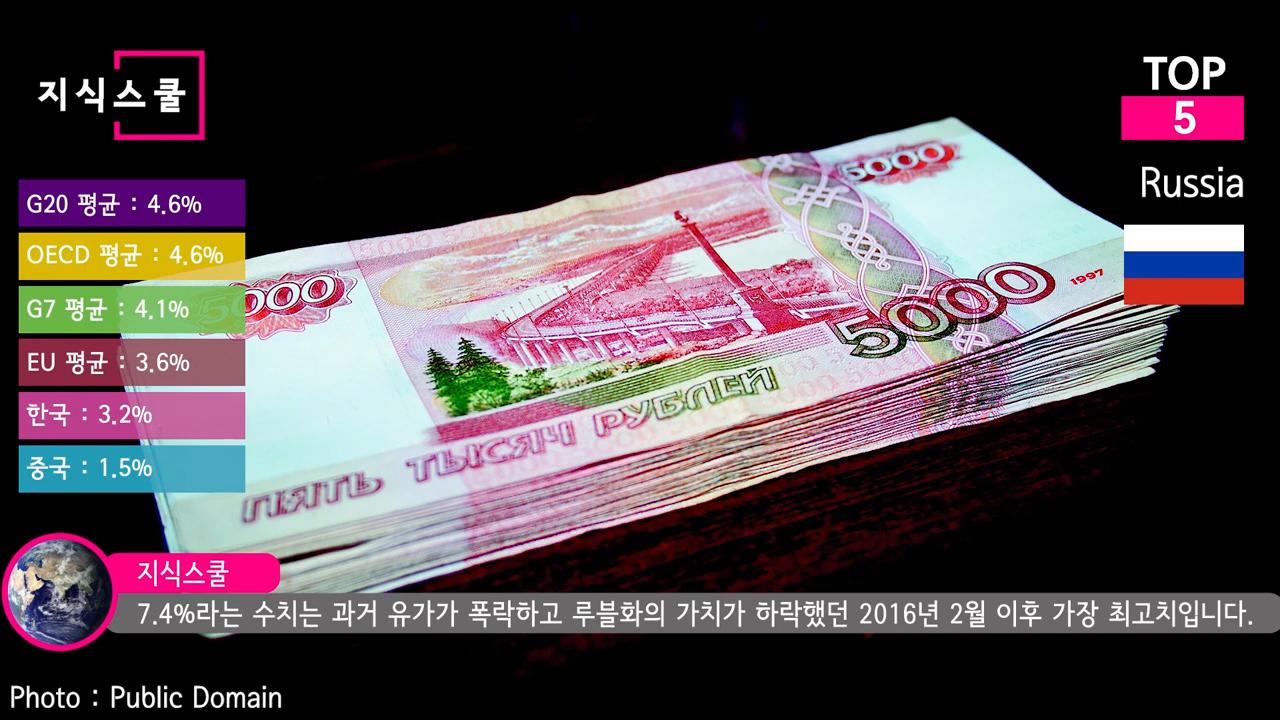 지식스쿨
TOP
5
Russia
G20 평균 : 4.6%
OECD 평균 : 4.6%
G7 평균 : 4.1%
EU 평균 : 3.6%
한국 : 3.2%
중국 : 1.5%
5000
5000
5000
1997
ПЯТЬ ТЫСЯЧ РУБЛЕЙ
지식스쿨
7.4%라는 수치는 과거 유가가 폭락하고 루블화의 가치가 하락했던 2016년 2월 이후 가장 최고치입니다.
Photo : Public Domain